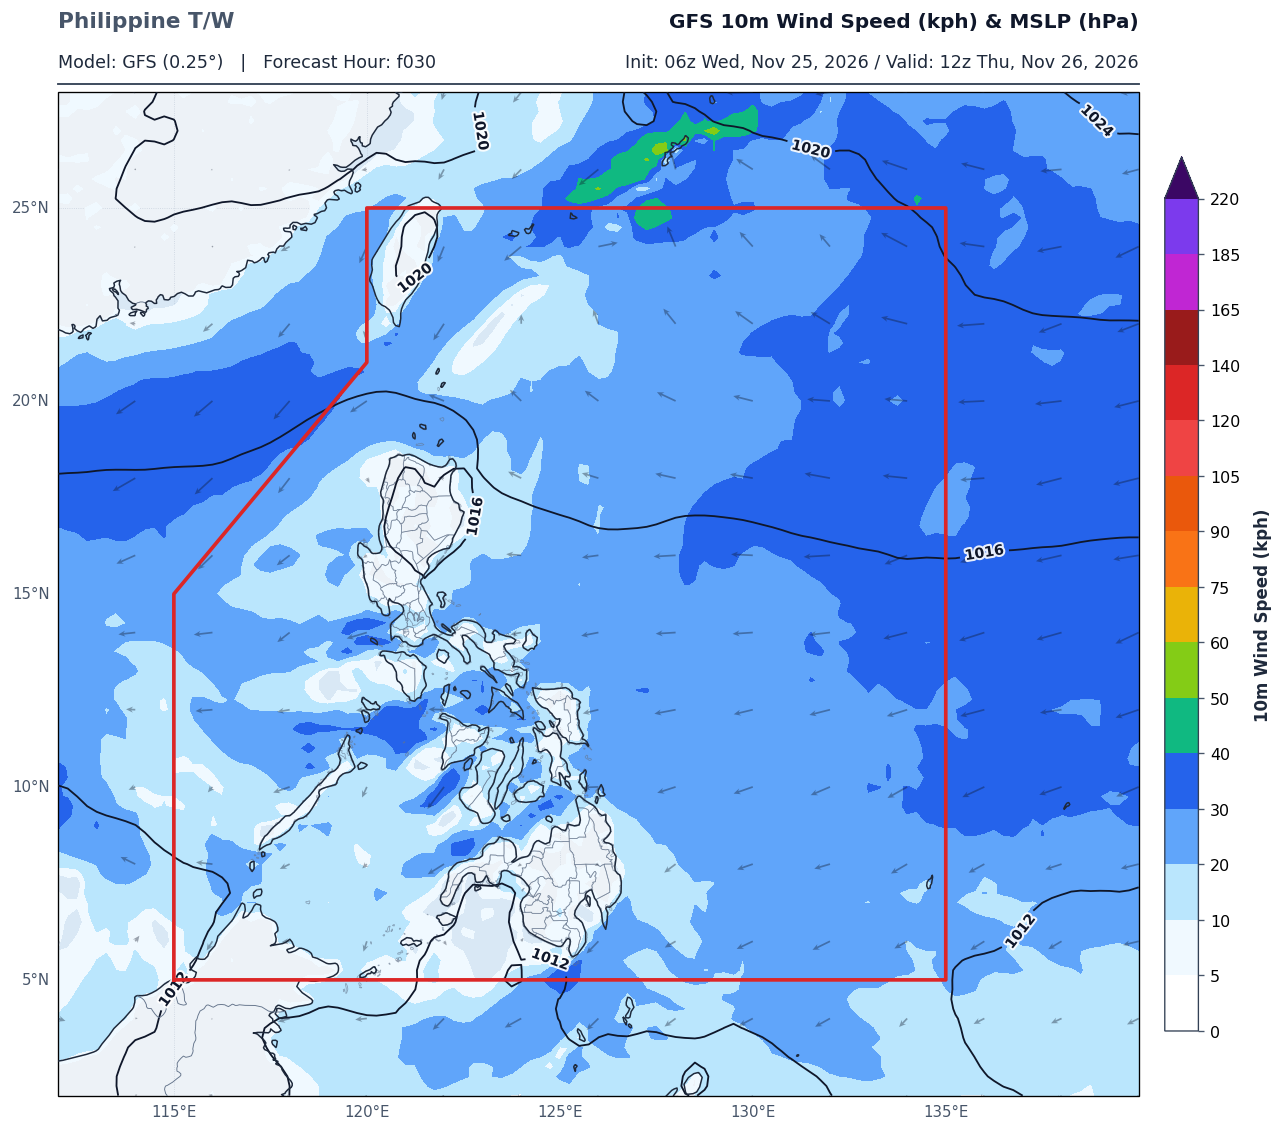 Philippine T/W
GFS 10m Wind Speed (kph) & MSLP (hPa)
Model: GFS (0.25°)   |   Forecast Hour: f030
Init: 06z Wed, Nov 25, 2026 / Valid: 12z Thu, Nov 26, 2026
1020
1020
1024
1020
1016
1016
1012
1012
1012
25°N
20°N
15°N
10°N
5°N
115°E
120°E
125°E
130°E
135°E
220
185
165
140
120
105
90
75
60
50
40
30
20
10
5
0
10m Wind Speed (kph)